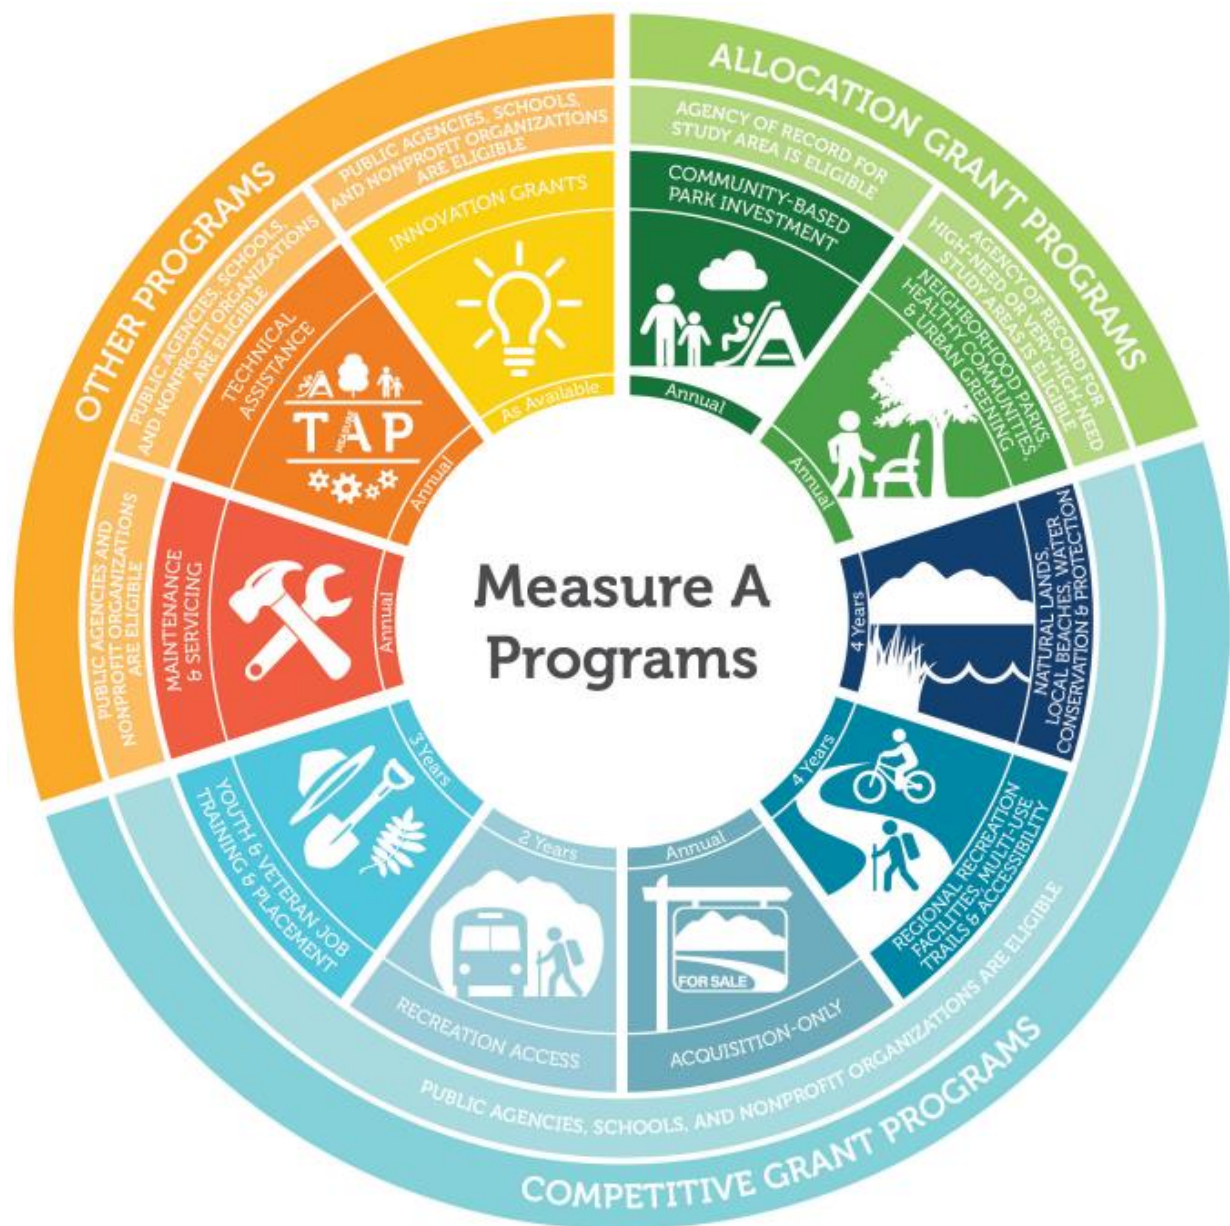 Measure A
Programs
ALLOCATION GRANT PROGRAMS
AGENCY OF RECORD FOR
STUDY AREA IS ELIGIBLE
COMMUNITY-BASED
PARK INVESTMENT
Annual
AGENCY OF RECORD FOR
HIGH-NEED OR VERY-HIGH-NEED
STUDY AREAS IS ELIGIBLE
NEIGHBORHOOD PARKS,
HEALTHY COMMUNITIES,
& URBAN GREENING
Annual
COMPETITIVE GRANT PROGRAMS
PUBLIC AGENCIES, SCHOOLS, AND NONPROFIT ORGANIZATIONS ARE ELIGIBLE
NATURAL LANDS,
LOCAL BEACHES, WATER
CONSERVATION & PROTECTION
4 Years
REGIONAL RECREATION
FACILITIES, MULTI-USE
TRAILS & ACCESSIBILITY
4 Years
ACQUISITION-ONLY
FOR SALE
Annual
RECREATION ACCESS
2 Years
YOUTH & VETERAN JOB
TRAINING & PLACEMENT
3 Years
OTHER PROGRAMS
PUBLIC AGENCIES AND
NONPROFIT ORGANIZATIONS
ARE ELIGIBLE
MAINTENANCE
& SERVICING
Annual
PUBLIC AGENCIES, SCHOOLS,
AND NONPROFIT ORGANIZATIONS
ARE ELIGIBLE
TECHNICAL
ASSISTANCE
TAP
MEASURE
Annual
PUBLIC AGENCIES, SCHOOLS,
AND NONPROFIT ORGANIZATIONS
ARE ELIGIBLE
INNOVATION GRANTS
As Available